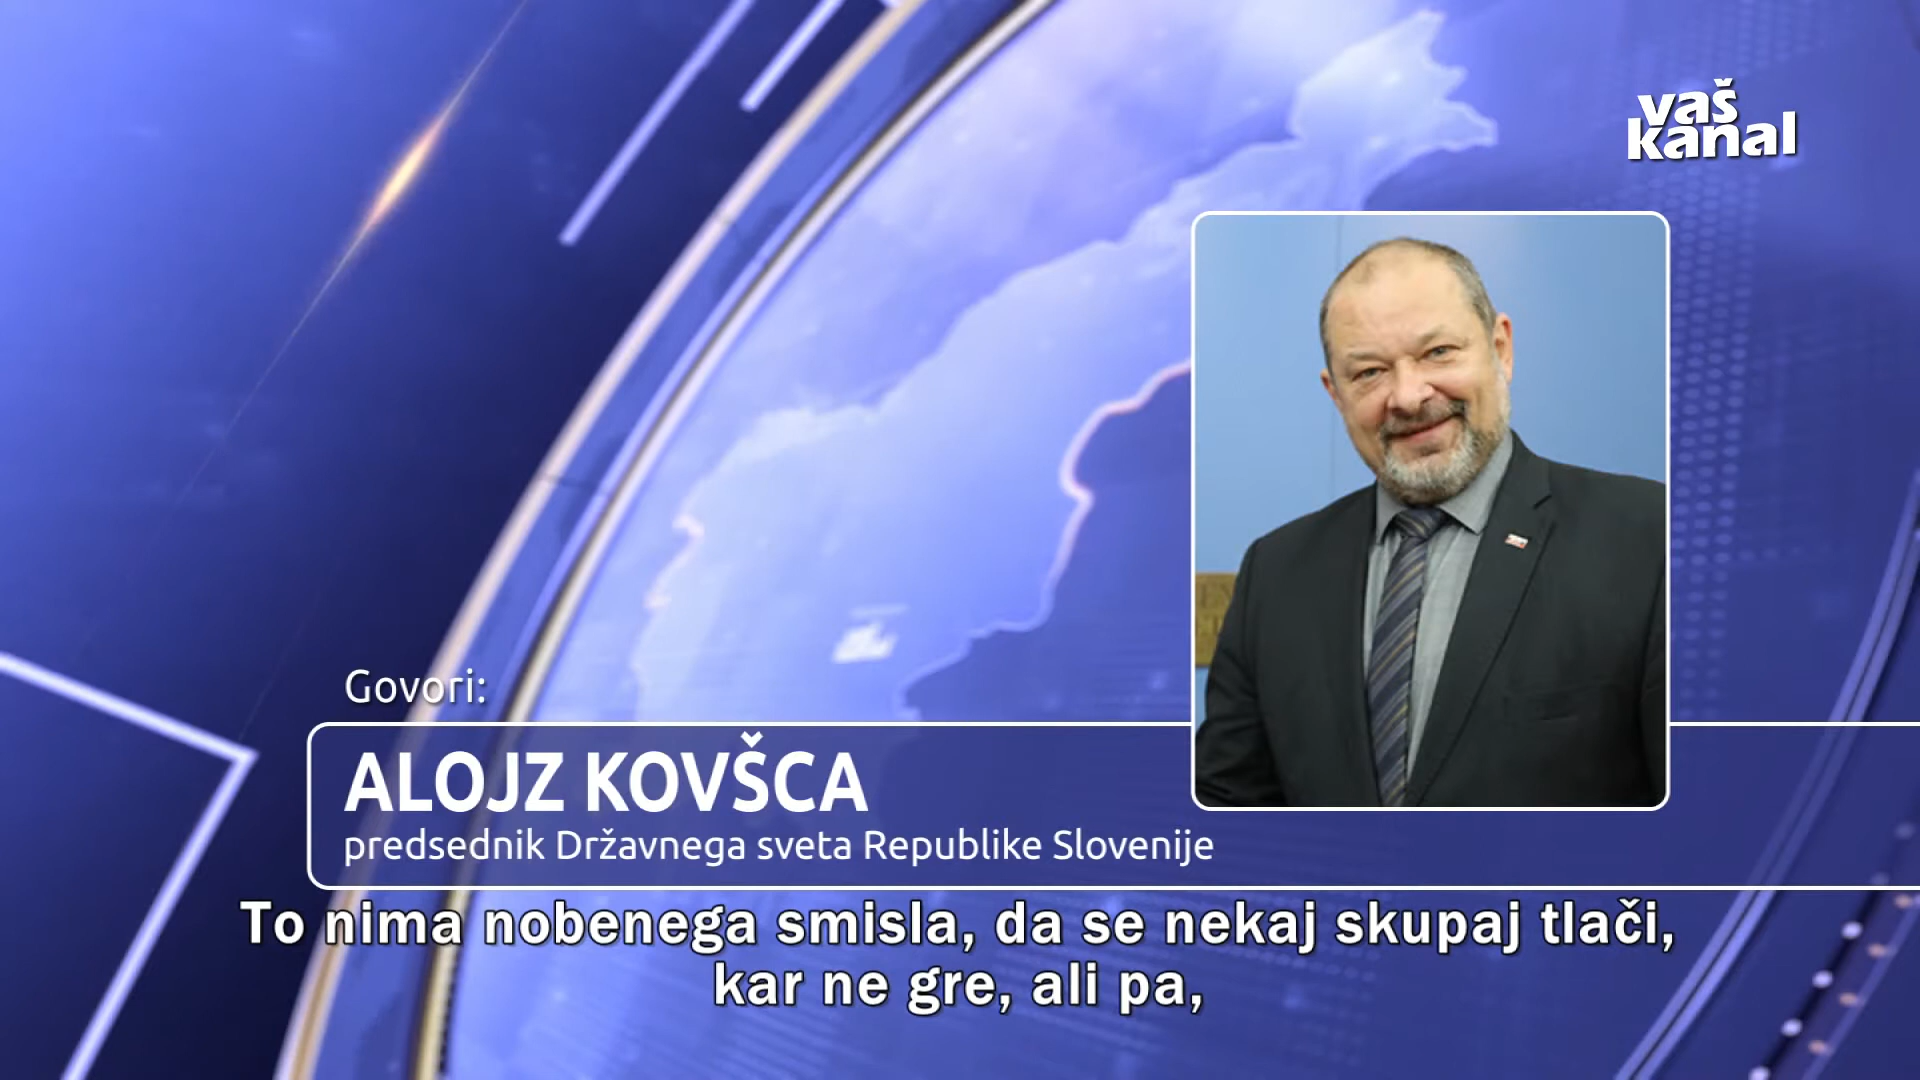 vaš
kanal
Govori:
ALOJZ KOVŠCA
predsednik Državnega sveta Republike Slovenije
To nima nobenega smisla, da se nekaj skupaj tlači,
kar ne gre, ali pa,